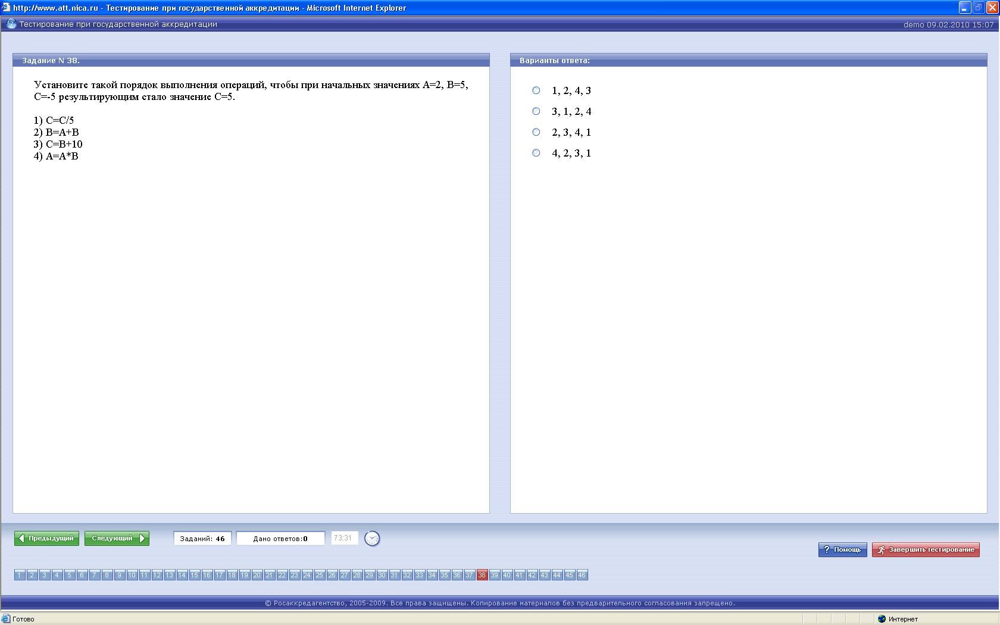 http://www.att.nica.ru - Тестирование при государственной аккредитации - Microsoft Internet Explorer
Тестирование при государственной аккредитации
demo 09.02.2010 15:07
Задание N 38.
Установите такой порядок выполнения операций, чтобы при начальных значениях A=2, B=5,
C=-5 результирующим стало значение C=5.
1) C=C/5
2) B=A+B
3) C=B+10
4) A=A*B
Варианты ответа:
1, 2, 4, 3
3, 1, 2, 4
2, 3, 4, 1
4, 2, 3, 1
Предыдущий
Следующий
Заданий: 46
Дано ответов:0
73:31
? Помощь
Завершить тестирование
1 2 3 4 5 6 7 8 9 10 11 12 13 14 15 16 17 18 19 20 21 22 23 24 25 26 27 28 29 30 31 32 33 34 35 36 37 38 39 40 41 42 43 44 45 46
© Росаккредагентство, 2005-2009. Все права защищены. Копирование материалов без предварительного согласования запрещено.
Готово
Интернет